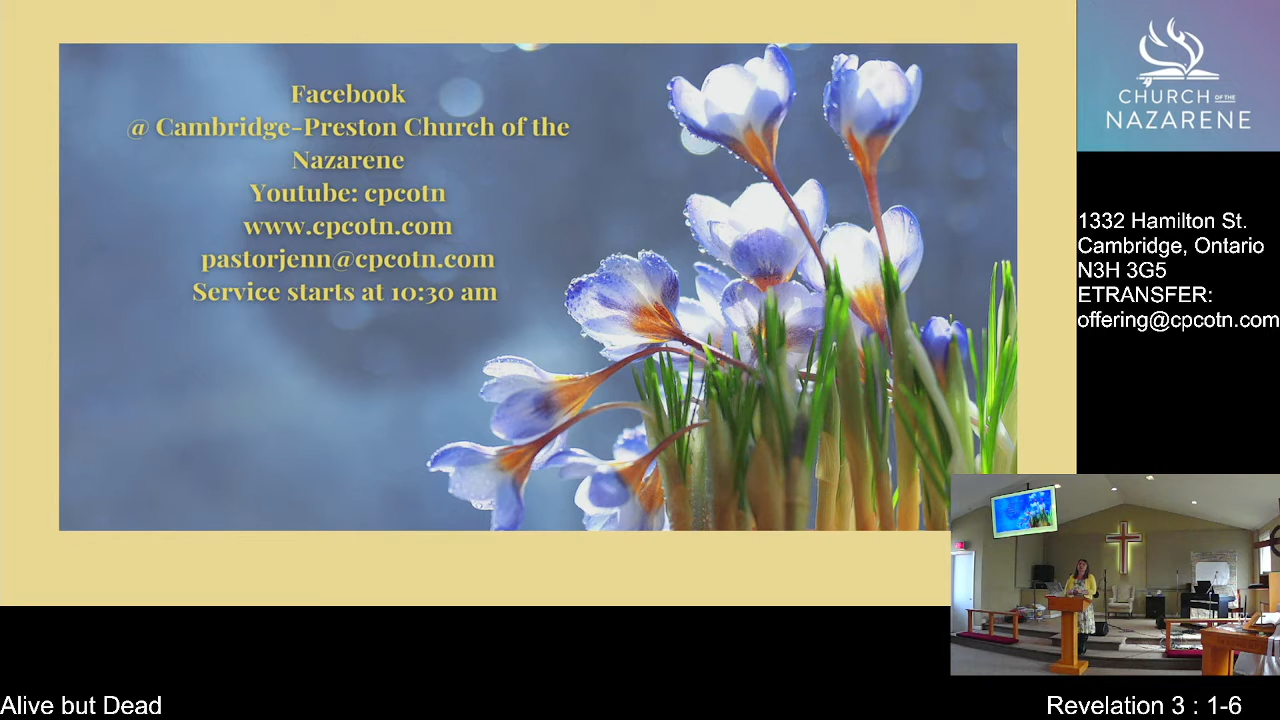 Facebook
@ Cambridge-Preston Church of the
Nazarene
Youtube: cpcotn
www.cpcotn.com
pastorjenn@cpcotn.com
Service starts at 10:30 am
CHURCH OF THE
NAZARENE
1332 Hamilton St.
Cambridge, Ontario
N3H 3G5
ETRANSFER:
offering@cpcotn.com
Alive but Dead
Revelation 3 : 1-6